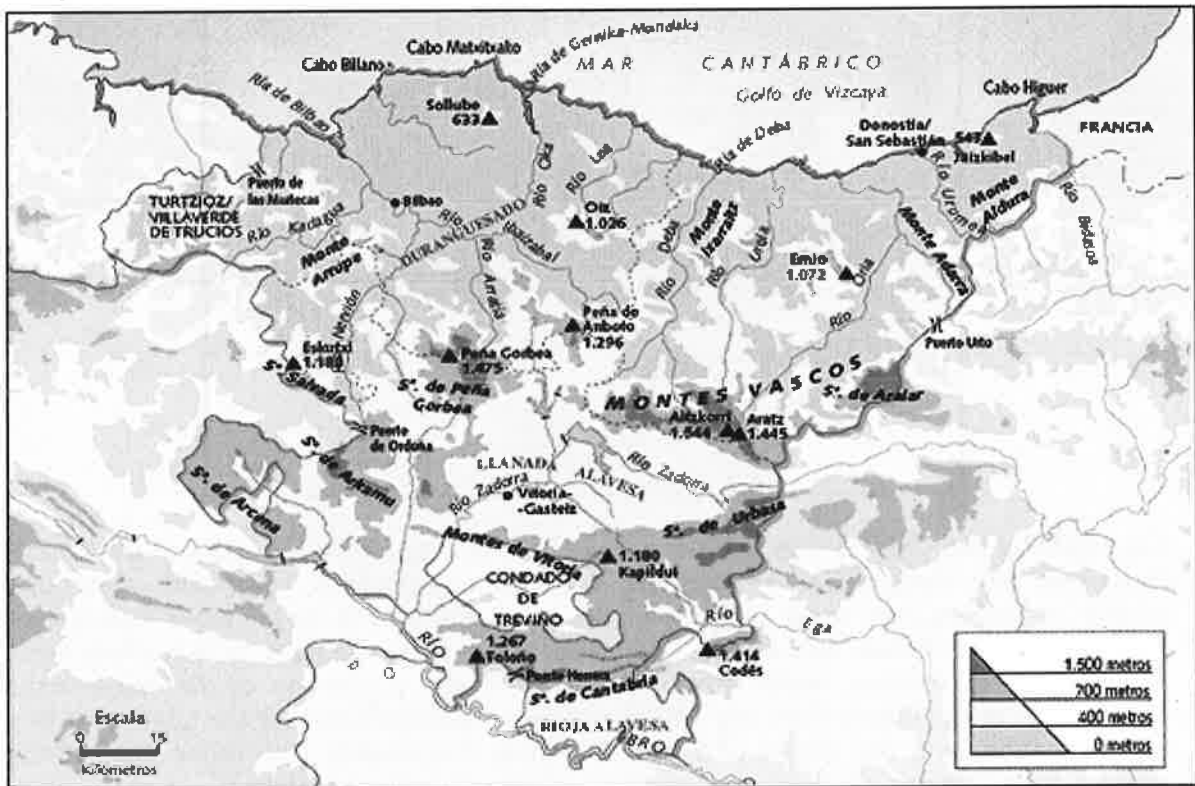 Cabo Matxitxako
Ría de Gernika-Mundaka
MAR CANTÁBRICO
Cabo Billano
Golfo de Vizcaya
Cabo Higuer
Ría de Bilbao
Sollube
633
Ría de Deba
Donostia/
San Sebastián
547
Jaizkibel
FRANCIA
Río Oka
Río Lea
TURTZIOZ/
VILLAVERDE
DE TRUCIOS
Puerto de
las Muñecas
Bilbao
Río Kadagua
Río Ibaizabal
DURANGUESADO
Oiz
1.026
Río Deba
Monte
Izarraitz
Río Urola
Río Urumea
Monte
Aldura
Río Bidasoa
Monte
Arrupe
Río Arratia
Ernio
1.072
Río Oria
Monte Adarra
Nervión
Peña de
Anboto
1.296
Puerto Urto
Eskutxi
1.180
Sª. Salvada
Peña Gorbea
1.475
Sª. de Peña
Gorbea
MONTES VASCOS
Sª. de Aralar
Aitzkorri
1.544
Aratz
1.445
Puerto
de Orduña
Sª. de Arkamu
Sª. de Arcena
LLANADA
ALAVESA
Río Zadorra
Río Zadorra
Vitoria-
-Gasteiz
Sª. de Urbasa
Montes de Vitoria
1.180
Kapildui
CONDADO
DE
TREVIÑO
Río
EGA
RÍO
1.267
Toloño
Puerto Herrera
1.414
Codés
Sª. de Cantabria
RIOJA ALAVESA
EBRO
Escala
0 15
Kilómetros
1.500 metros
700 metros
400 metros
0 metros